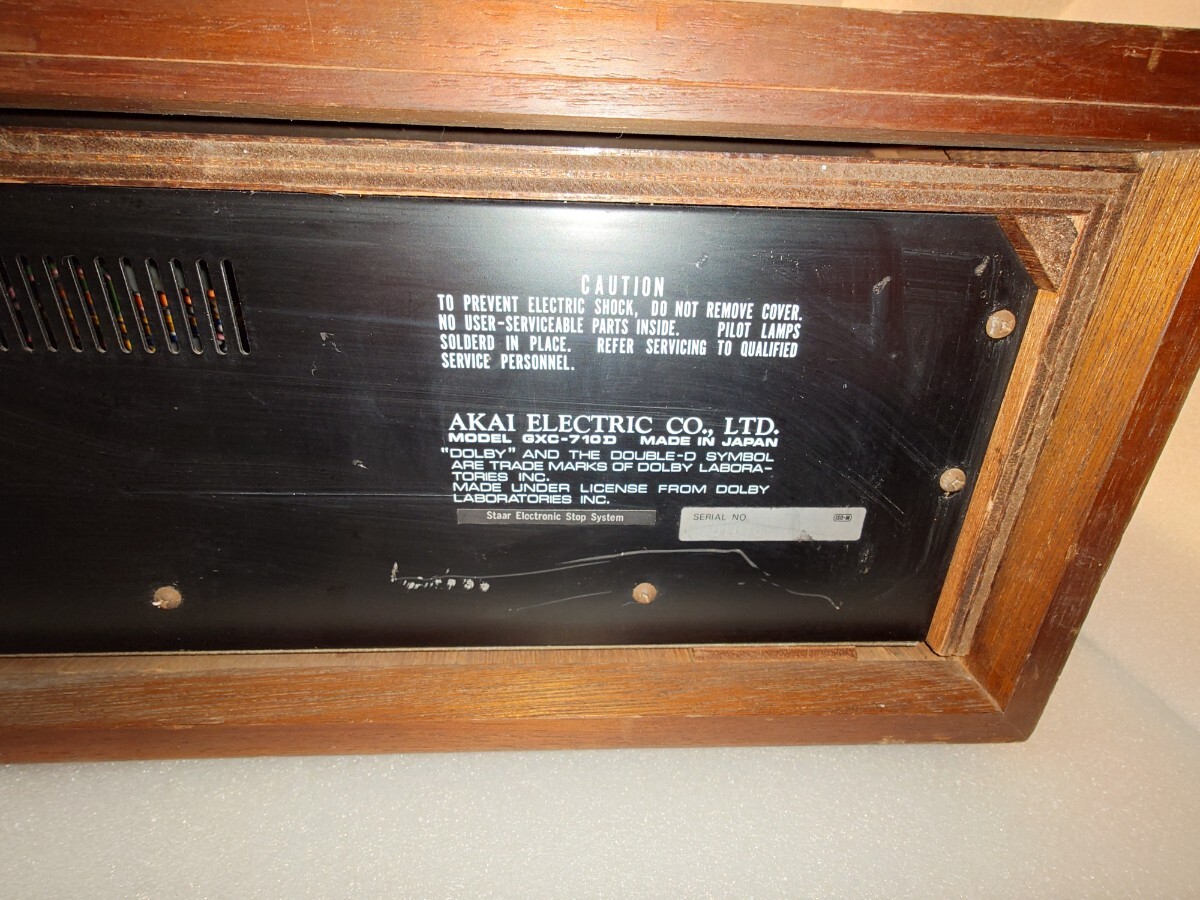 CAUTION
TO PREVENT ELECTRIC SHOCK, DO NOT REMOVE COVER.
NO USER-SERVICEABLE PARTS INSIDE. PILOT LAMPS
SOLDERD IN PLACE. REFER SERVICING TO QUALIFIED
SERVICE PERSONNEL.
AKAI ELECTRIC CO., LTD.
MODEL GXC-710D MADE IN JAPAN
"DOLBY" AND THE DOUBLE-D SYMBOL
ARE TRADE MARKS OF DOLBY LABORA-
TORIES INC.
MADE UNDER LICENSE FROM DOLBY
LABORATORIES INC.
Staar Electronic Stop System
SERIAL NO